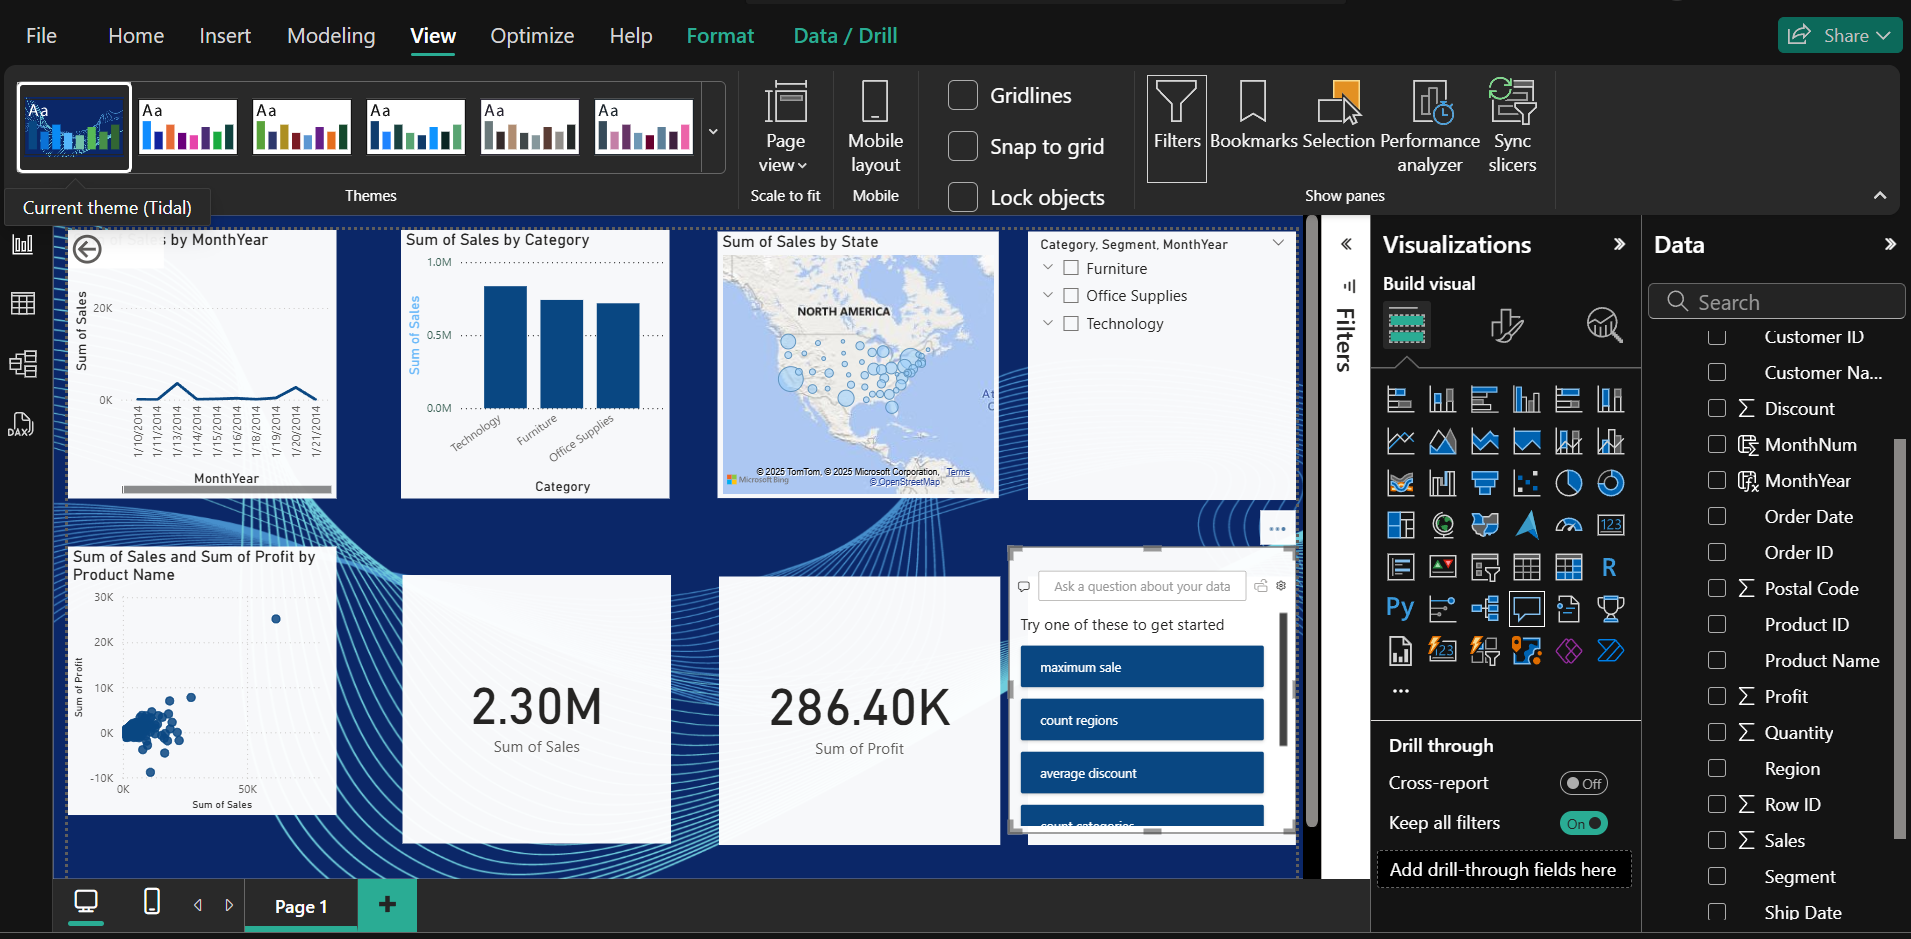 File Home Insert Modeling View Optimize Help Format Data / Drill Share
Aa Aa Aa Aa Aa Aa
Page view
Mobile layout
Gridlines
Snap to grid
Lock objects
Filters
Bookmarks
Selection
Performance analyzer
Sync slicers
Themes
Scale to fit
Mobile
Show panes
Current theme (Tidal)
DAX
by MonthYear
Sum of Sales
20K
0K
1/10/2014
1/11/2014
1/13/2014
1/14/2014
1/15/2014
1/16/2014
1/18/2014
1/19/2014
1/20/2014
1/21/2014
MonthYear
Sum of Sales by Category
Sum of Sales
1.0M
0.5M
0.0M
Technology
Furniture
Office Supplies
Category
Sum of Sales by State
NORTH AMERICA
At
© 2025 TomTom, © 2025 Microsoft Corporation, Terms
Microsoft Bing
© OpenStreetMap
Category, Segment, MonthYear
Furniture
Office Supplies
Technology
Sum of Sales and Sum of Profit by
Product Name
Sum of Profit
30K
20K
10K
0K
-10K
0K
50K
Sum of Sales
2.30M
Sum of Sales
286.40K
Sum of Profit
Ask a question about your data
Try one of these to get started
maximum sale
count regions
average discount
count categories
Page 1
Filters
Visualizations
Build visual
123
R
Py
123
Drill through
Cross-report Off
Keep all filters On
Add drill-through fields here
Data
Search
Customer ID
Customer Na...
Discount
MonthNum
MonthYear
Order Date
Order ID
Postal Code
Product ID
Product Name
Profit
Quantity
Region
Row ID
Sales
Segment
Ship Date